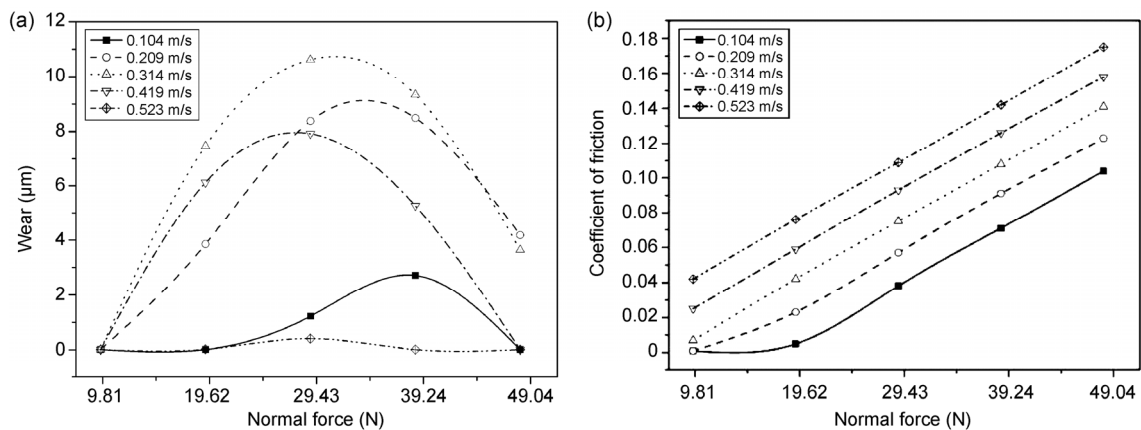 (a)
12
10
8
6
4
2
0
Wear (μm)
0.104 m/s
0.209 m/s
0.314 m/s
0.419 m/s
0.523 m/s
9.81 19.62 29.43 39.24 49.04
Normal force (N)
(b)
0.18
0.16
0.14
0.12
0.10
0.08
0.06
0.04
0.02
0
Coefficient of friction
0.104 m/s
0.209 m/s
0.314 m/s
0.419 m/s
0.523 m/s
9.81 19.62 29.43 39.24 49.04
Normal force (N)